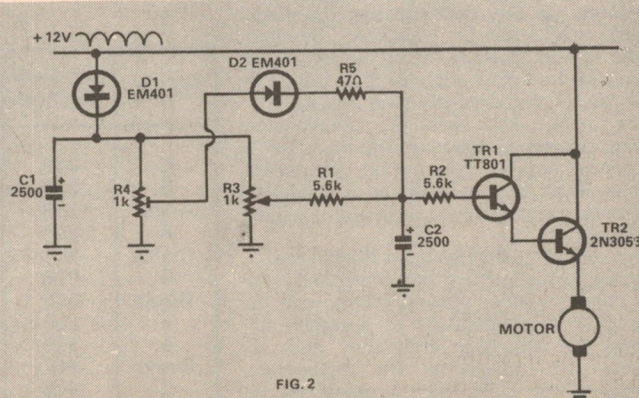 + 12V
D1
EM401
D2 EM401
R5
47Ω
C1
2500
+
−
R4
1k
R3
1k
R1
5.6k
R2
5.6k
TR1
TT801
+
−
C2
2500
TR2
2N3053
MOTOR
FIG. 2